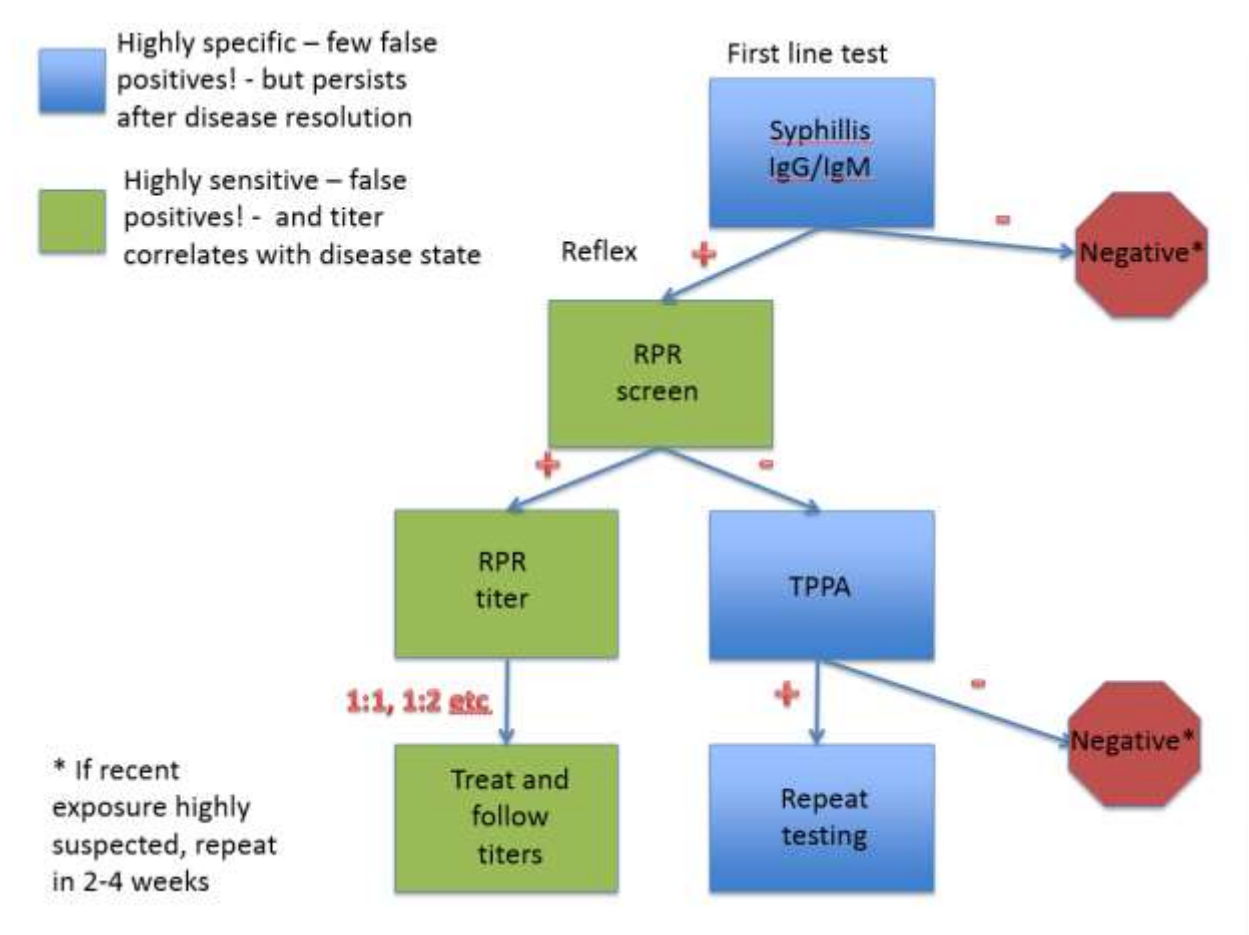 Highly specific – few false
positives! - but persists
after disease resolution
Highly sensitive – false
positives! -  and titer
correlates with disease state
First line test
Syphillis
IgG/IgM
-
Negative*
Reflex
+
RPR
screen
+
-
RPR
titer
TPPA
1:1, 1:2 etc
+
-
Negative*
Treat and
follow
titers
Repeat
testing
* If recent
exposure highly
suspected, repeat
in 2-4 weeks